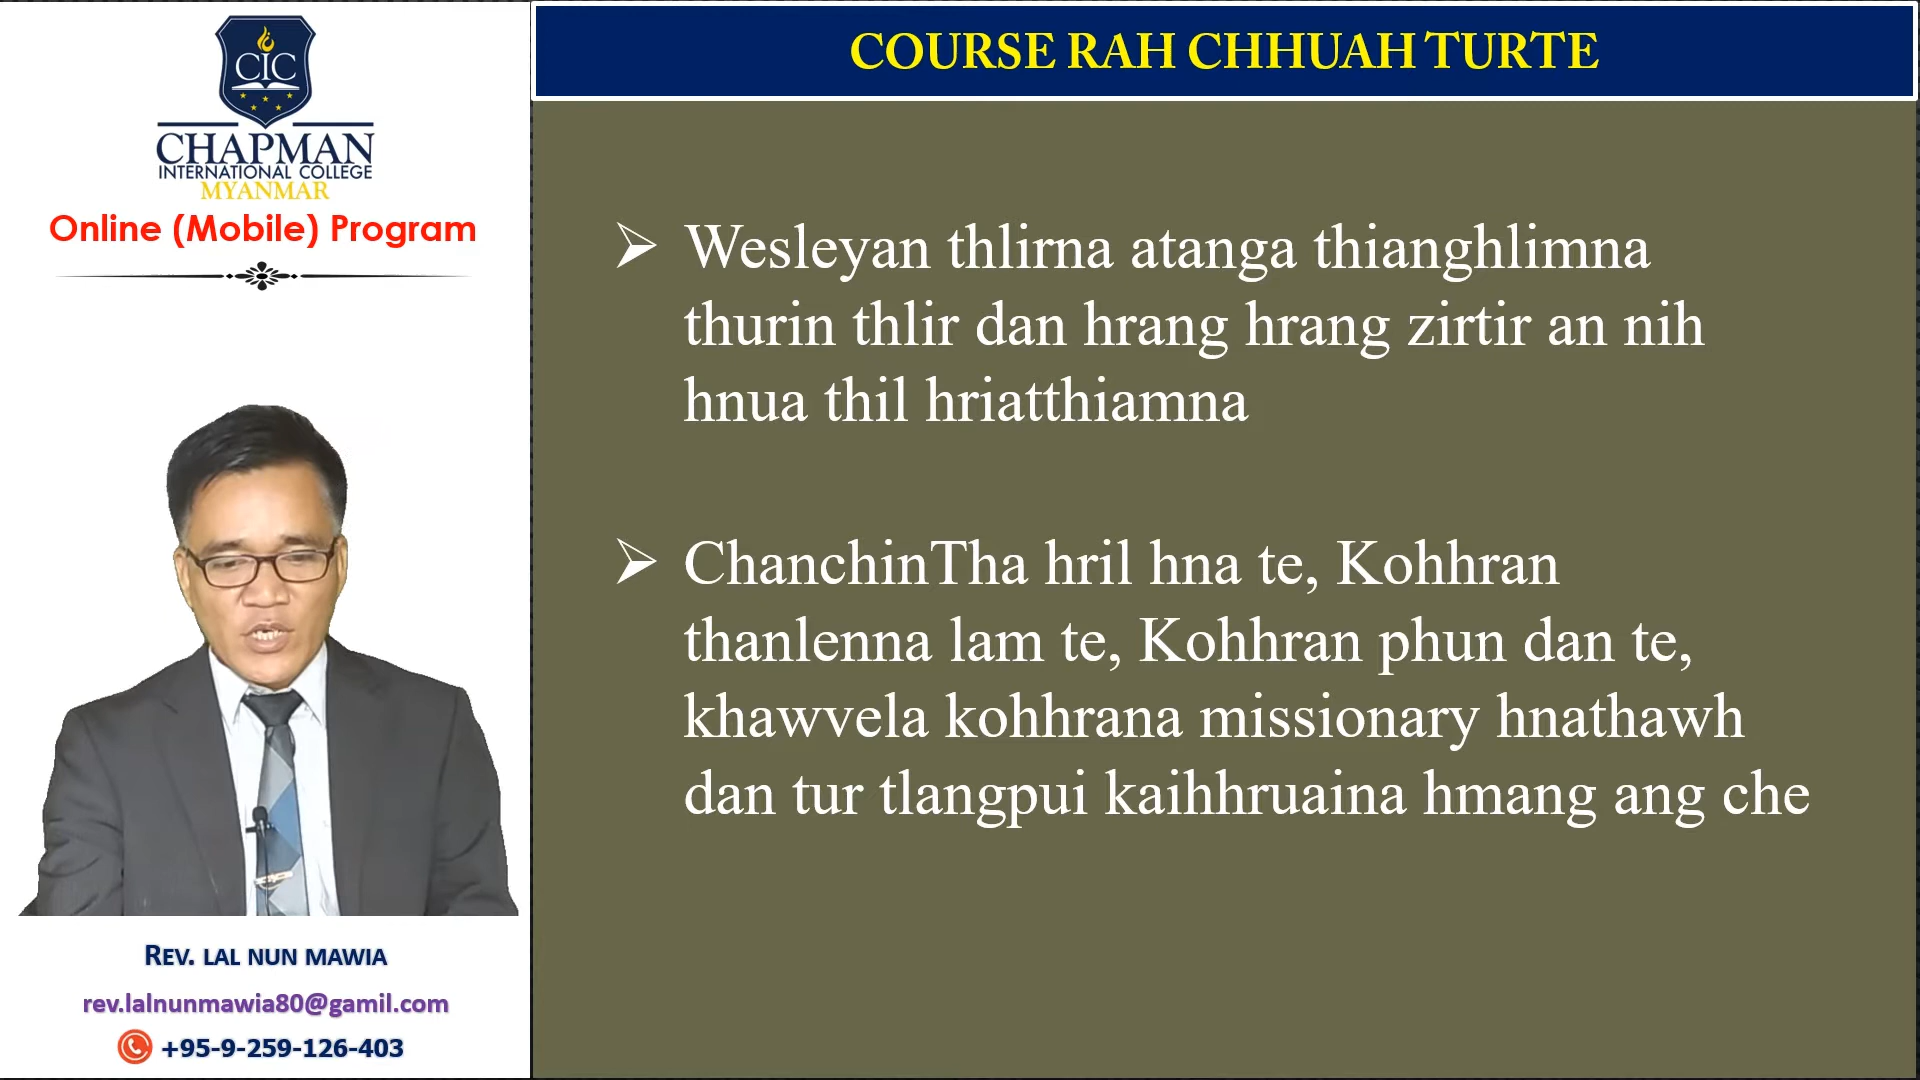 CIC
CHAPMAN
INTERNATIONAL COLLEGE
MYANMAR
Online (Mobile) Program
REV. LAL NUN MAWIA
rev.lalnunmawia80@gamil.com
+95-9-259-126-403
COURSE RAH CHHUAH TURTE
Wesleyan thlirna atanga thianghlimna
thurin thlir dan hrang hrang zirtir an nih
hnua thil hriatthiamna
ChanchinTha hril hna te, Kohhran
thanlenna lam te, Kohhran phun dan te,
khawvela kohhrana missionary hnathawh
dan tur tlangpui kaihhruaina hmang ang che